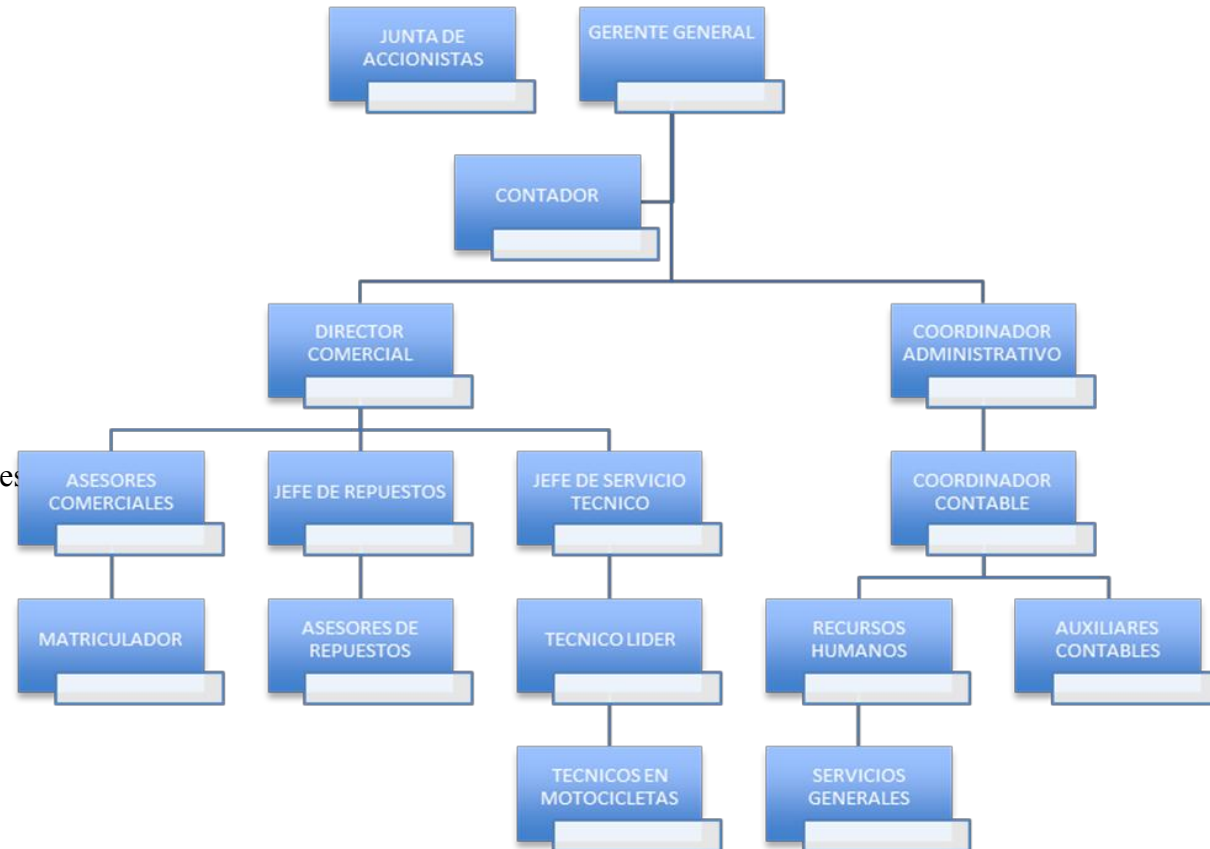 JUNTA DE
ACCIONISTAS
GERENTE GENERAL
CONTADOR
DIRECTOR
COMERCIAL
COORDINADOR
ADMINISTRATIVO
es
ASESORES
COMERCIALES
JEFE DE REPUESTOS
JEFE DE SERVICIO
TECNICO
COORDINADOR
CONTABLE
MATRICULADOR
ASESORES DE
REPUESTOS
TECNICO LIDER
RECURSOS
HUMANOS
AUXILIARES
CONTABLES
TECNICOS EN
MOTOCICLETAS
SERVICIOS
GENERALES